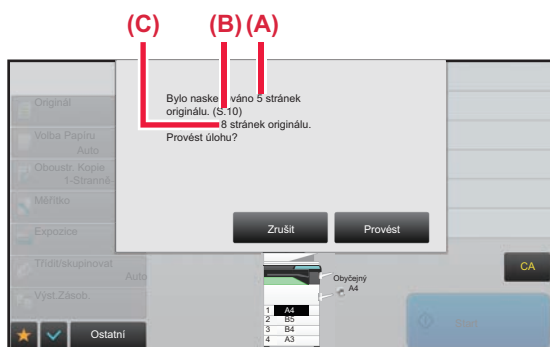 (C) (B) (A)
Bylo naske váno 5 stránek
originálu. (S.10)
8 stránek originálu.
Provést úlohu?
Zrušit
Provést
Originál
Volba Papíru
Auto
Oboustr. Kopie
1-Stranně
Měřítko
Expozice
Třídit/skupinovat
Auto
Výst.Zásob.
Ostatní
Obyčejný
A4
1 A4
2 B5
3 B4
4 A3
CA
Start